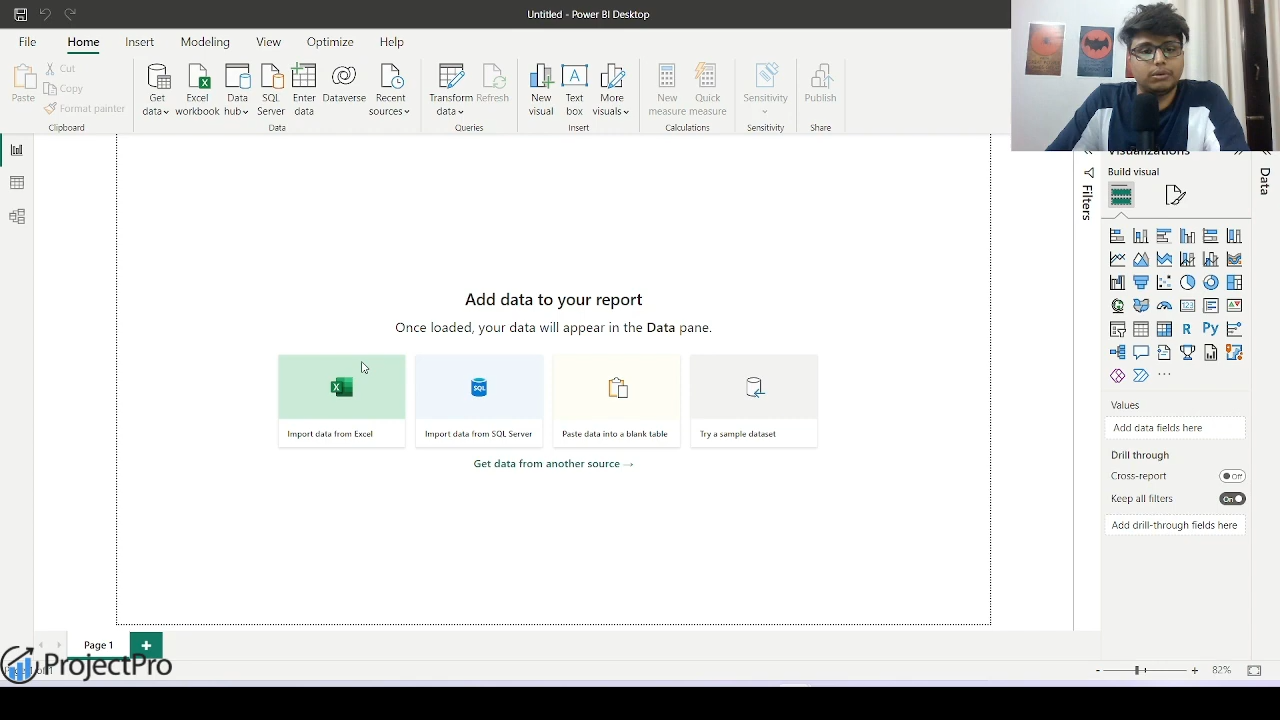 Untitled - Power BI Desktop
File Home Insert Modeling View Optimize Help
Paste
Cut
Copy
Format painter
Clipboard
Get data
Excel workbook
Data hub
SQL Server
Enter data
Dataverse
Recent sources
Data
Transform data
Refresh
Queries
New visual
Text box
More visuals
Insert
New measure
Quick measure
Calculations
Sensitivity
Sensitivity
Publish
Share
Add data to your report
Once loaded, your data will appear in the Data pane.
SQL
Import data from Excel
Import data from SQL Server
Paste data into a blank table
Try a sample dataset
Get data from another source →
Filters
Visualizations
Build visual
123
R
Py
Values
Add data fields here
Drill through
Cross-report
Off
Keep all filters
On
Add drill-through fields here
Data
Page 1
ProjectPro
82%